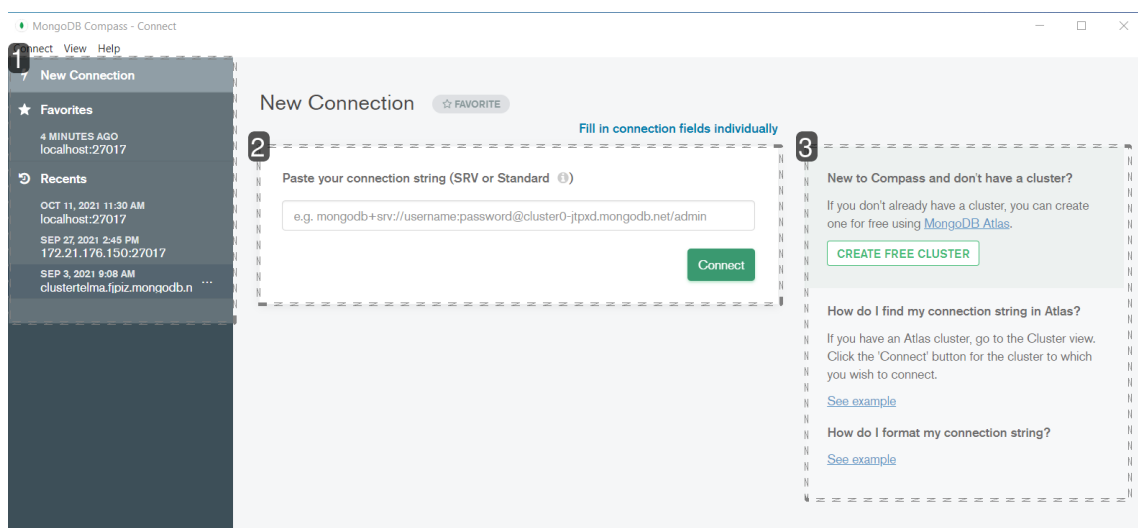 MongoDB Compass - Connect
Connect View Help
1
New Connection
Favorites
4 MINUTES AGO
localhost:27017
Recents
OCT 11, 2021 11:30 AM
localhost:27017
SEP 27, 2021 2:45 PM
172.21.176.150:27017
SEP 3, 2021 9:08 AM
clustertelma.fjpiz.mongodb.n ...
New Connection
FAVORITE
Fill in connection fields individually
2
Paste your connection string (SRV or Standard )
e.g. mongodb+srv://username:password@cluster0-jtpxd.mongodb.net/admin
Connect
3
New to Compass and don't have a cluster?
If you don't already have a cluster, you can create
one for free using MongoDB Atlas.
CREATE FREE CLUSTER
How do I find my connection string in Atlas?
If you have an Atlas cluster, go to the Cluster view.
Click the 'Connect' button for the cluster to which
you wish to connect.
See example
How do I format my connection string?
See example